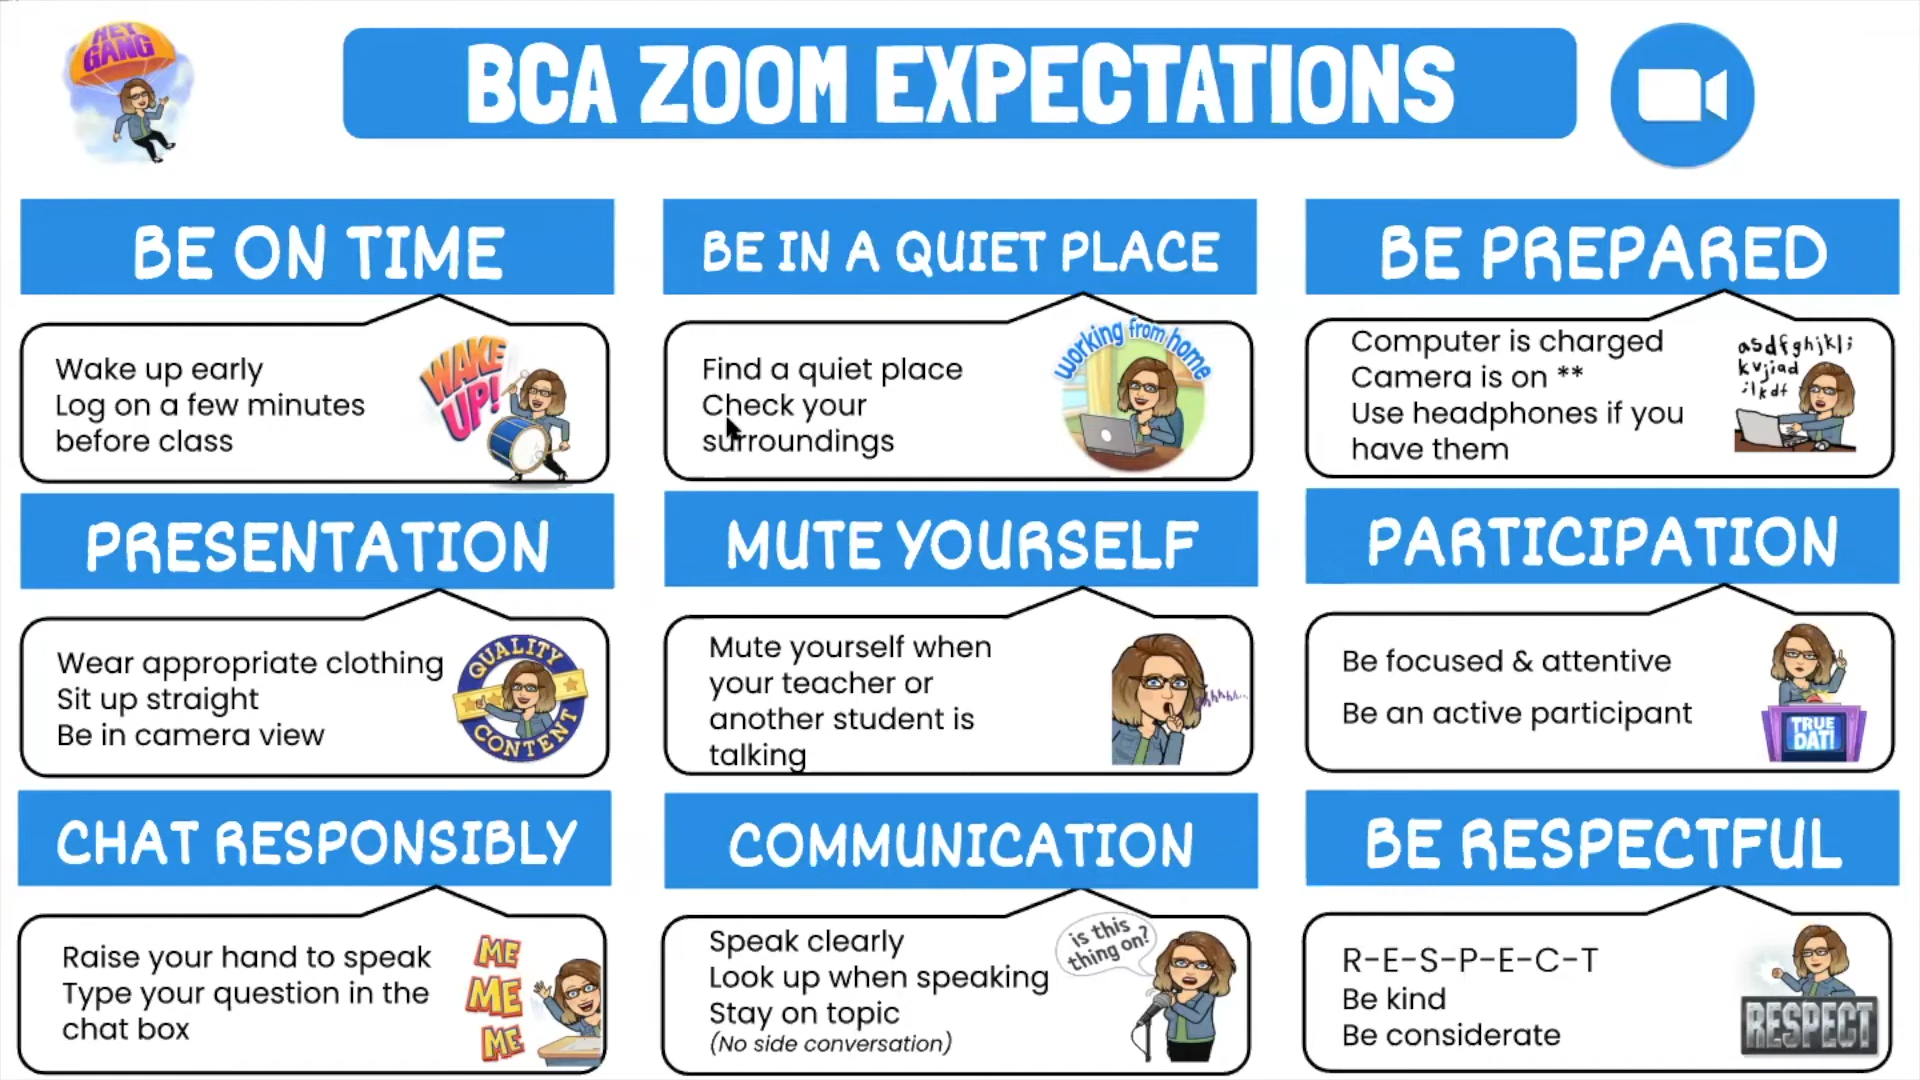 HEY
GANG
BCA ZOOM EXPECTATIONS
BE ON TIME
Wake up early
Log on a few minutes
before class
WAKE
UP!
BE IN A QUIET PLACE
Find a quiet place
Check your
surroundings
working from home
BE PREPARED
Computer is charged
Camera is on **
Use headphones if you
have them
asdfghjkl;
kvjiad
;lkdf
PRESENTATION
Wear appropriate clothing
Sit up straight
Be in camera view
QUALITY
CONTENT
MUTE YOURSELF
Mute yourself when
your teacher or
another student is
talking
PARTICIPATION
Be focused & attentive
Be an active participant
TRUE
DAT!
CHAT RESPONSIBLY
Raise your hand to speak
Type your question in the
chat box
ME
ME
ME
COMMUNICATION
Speak clearly
Look up when speaking
Stay on topic
(No side conversation)
is this
thing on?
BE RESPECTFUL
R-E-S-P-E-C-T
Be kind
Be considerate
RESPECT